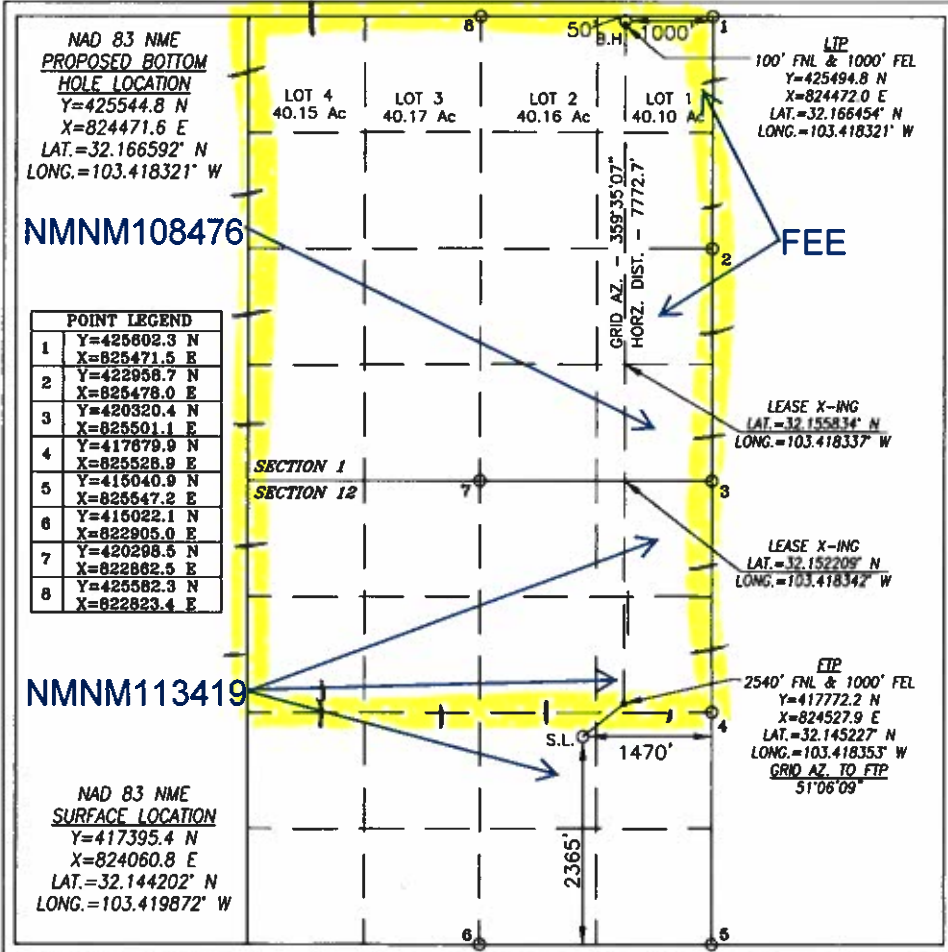 NAD 83 NME
PROPOSED BOTTOM
HOLE LOCATION
Y=425544.8 N
X=824471.6 E
LAT.=32.166592° N
LONG.=103.418321° W
8
50'
B.H.
1000'
1
LTP
100' FNL & 1000' FEL
Y=425494.8 N
X=824472.0 E
LAT.=32.166454° N
LONG.=103.418321° W
LOT 4
40.15 Ac
LOT 3
40.17 Ac
LOT 2
40.16 Ac
LOT 1
40.10 Ac
NMNM108476
GRID AZ. - 359°35'07"
HORZ. DIST. - 7772.7'
FEE
2
POINT LEGEND
1 Y=425602.3 N
X=825471.5 E
2 Y=422958.7 N
X=825478.0 E
3 Y=420320.4 N
X=825501.1 E
4 Y=417679.9 N
X=825528.9 E
5 Y=415040.9 N
X=825547.2 E
6 Y=415022.1 N
X=822905.0 E
7 Y=420298.5 N
X=822862.5 E
8 Y=425582.3 N
X=822823.4 E
LEASE X-ING
LAT.=32.155834° N
LONG.=103.418337° W
SECTION 1
SECTION 12
7
3
LEASE X-ING
LAT.=32.152209° N
LONG.=103.418342° W
NMNM113419
FTP
2540' FNL & 1000' FEL
Y=417772.2 N
X=824527.9 E
LAT.=32.145227° N
LONG.=103.418353° W
GRID AZ. TO FTP
51°06'09"
4
S.L.
1470'
2365'
NAD 83 NME
SURFACE LOCATION
Y=417395.4 N
X=824060.8 E
LAT.=32.144202° N
LONG.=103.419872° W
6
5